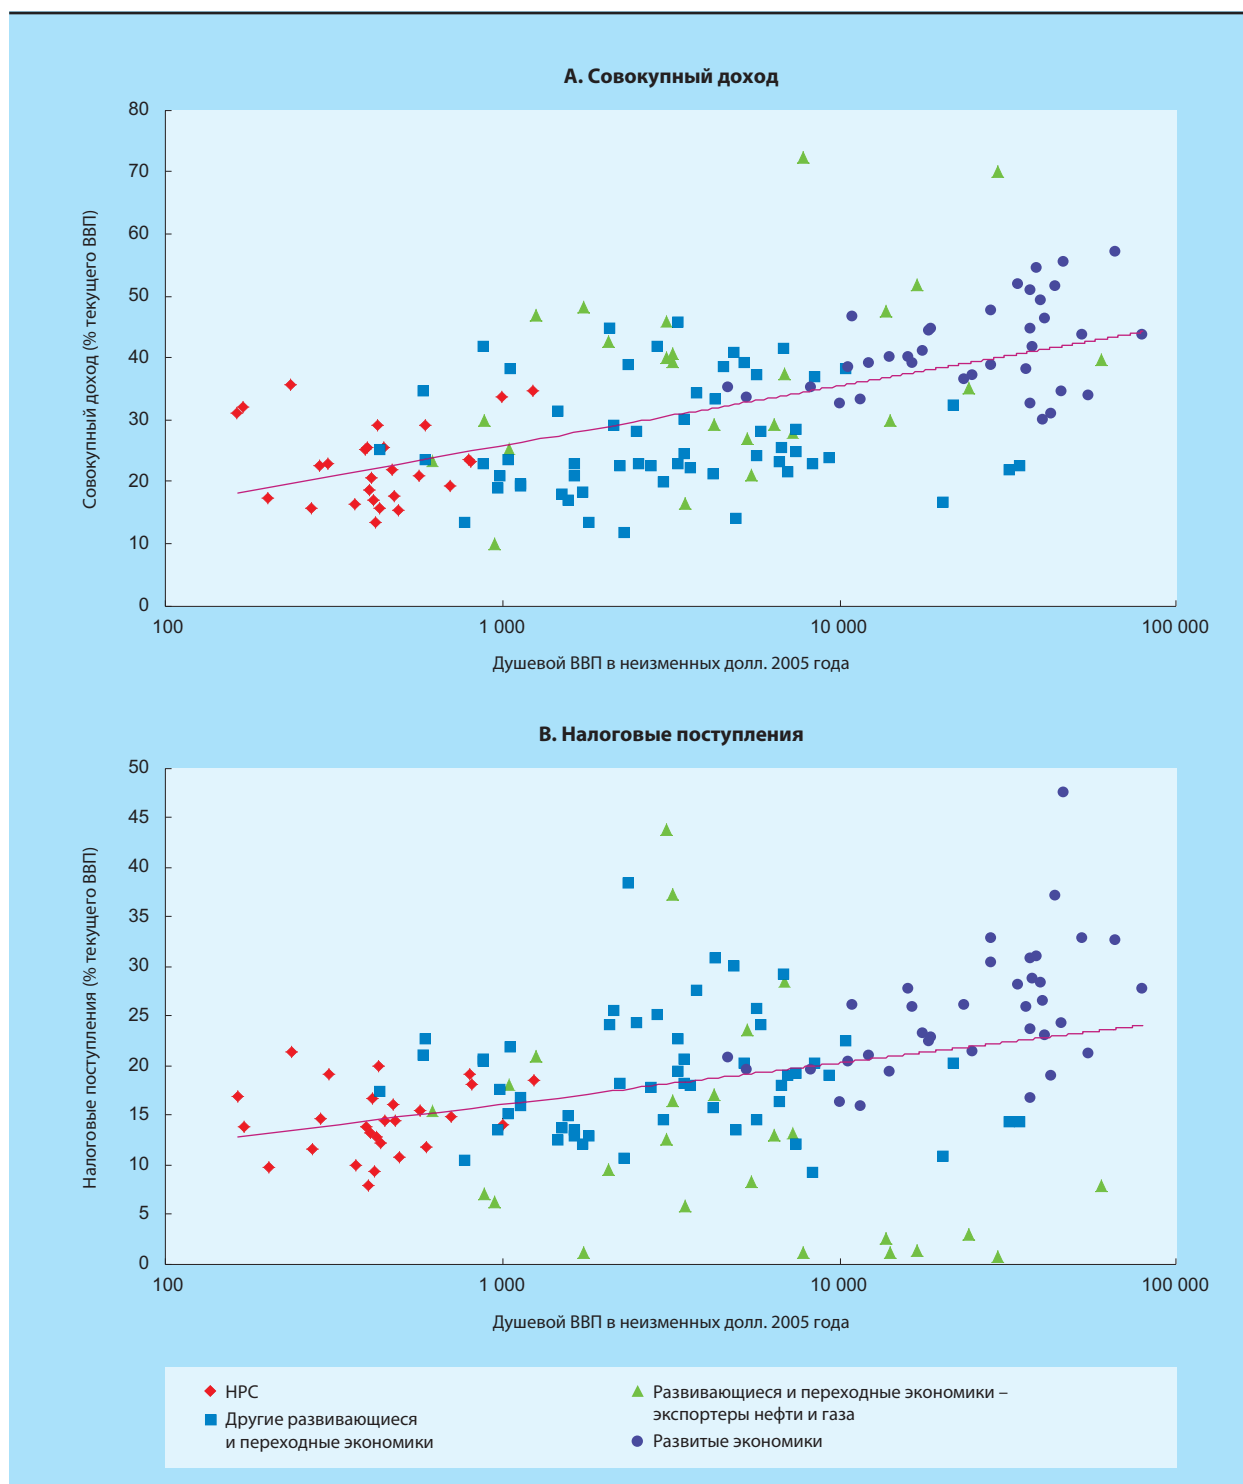 А. Совокупный доход
Совокупный доход (% текущего ВВП)
80
70
60
50
40
30
20
10
0
100
1 000
10 000
100 000
Душевой ВВП в неизменных долл. 2005 года
В. Налоговые поступления
Налоговые поступления (% текущего ВВП)
50
45
40
35
30
25
20
15
10
5
0
100
1 000
10 000
100 000
Душевой ВВП в неизменных долл. 2005 года
НРС
Другие развивающиеся
и переходные экономики
Развивающиеся и переходные экономики –
экспортеры нефти и газа
Развитые экономики